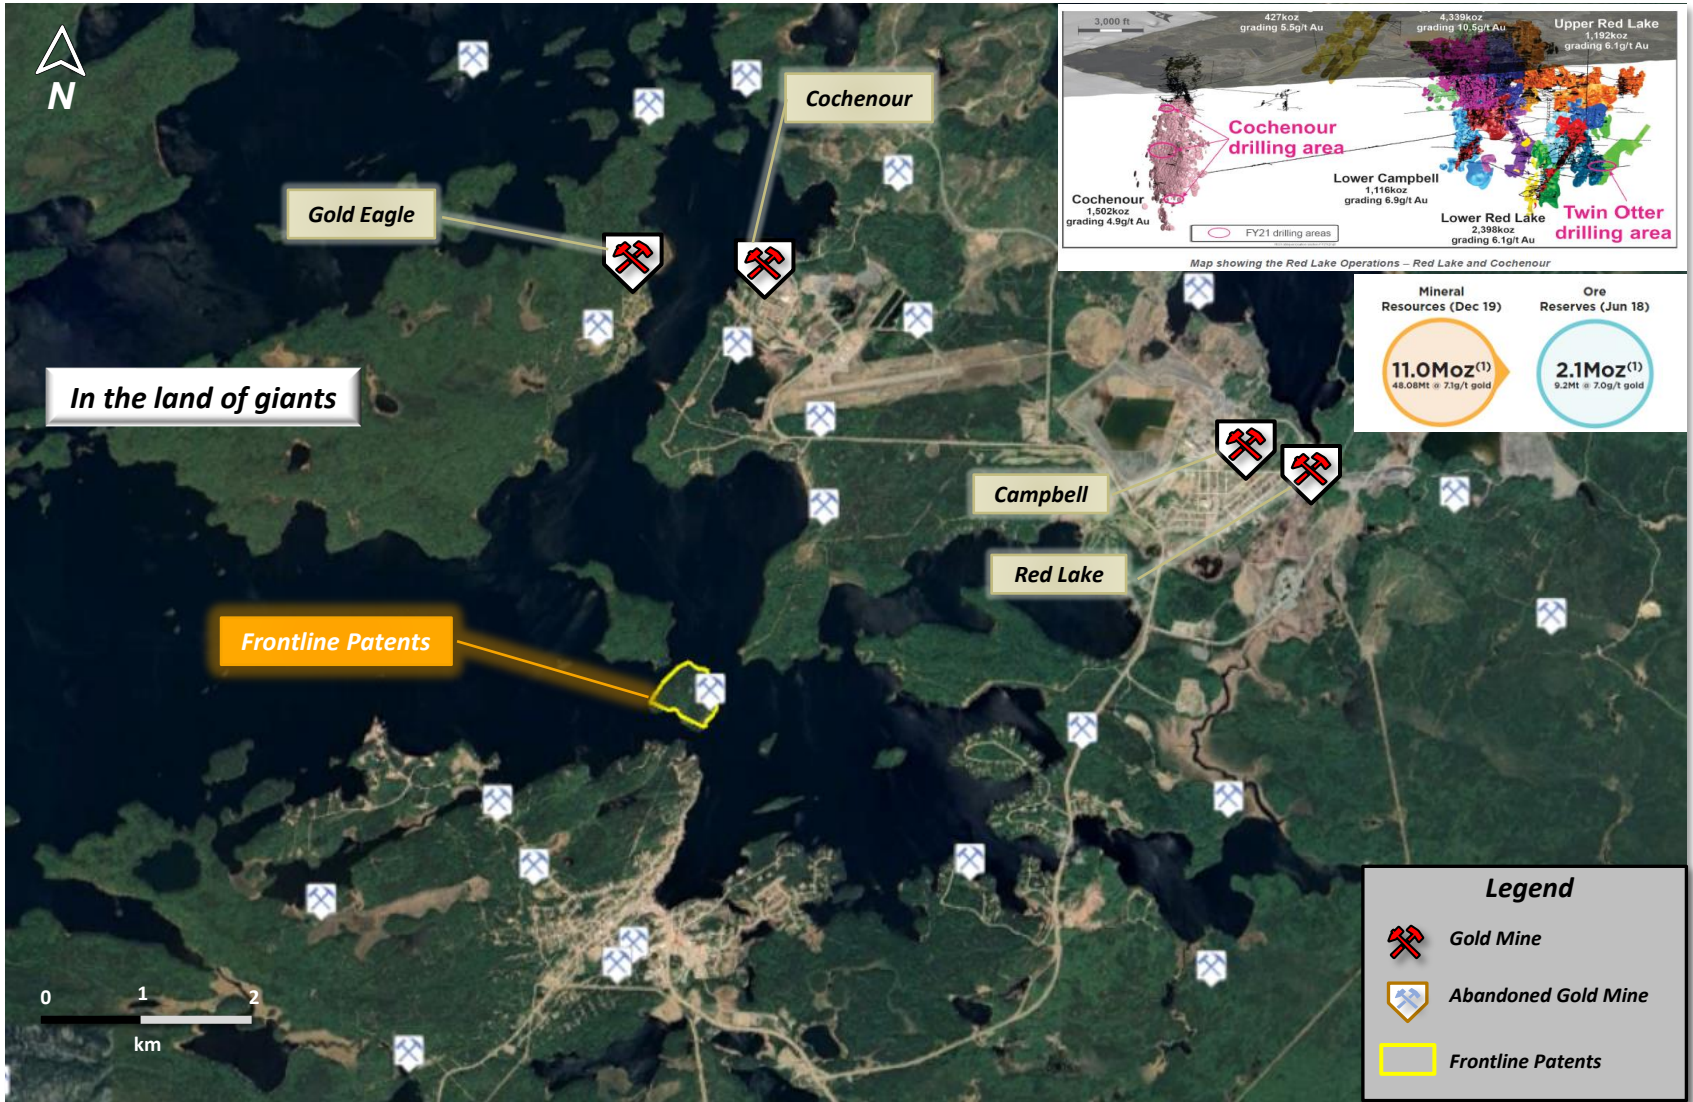 N
3,000 ft
427koz
grading 5.5g/t Au
4,339koz
grading 10.5g/t Au
Upper Red Lake
1,192koz
grading 6.1g/t Au
Cochenour
drilling area
Cochenour
1,502koz
grading 4.9g/t Au
Lower Campbell
1,116koz
grading 6.9g/t Au
Lower Red Lake
2,398koz
grading 6.1g/t Au
Twin Otter
drilling area
FY21 drilling areas
Map showing the Red Lake Operations – Red Lake and Cochenour
Mineral
Resources (Dec 19)
11.0Moz(1)
48.08Mt @ 7.1g/t gold
Ore
Reserves (Jun 18)
2.1Moz(1)
9.2Mt @ 7.0g/t gold
Cochenour
Gold Eagle
In the land of giants
Campbell
Red Lake
Frontline Patents
0 1 2
km
Legend
Gold Mine
Abandoned Gold Mine
Frontline Patents